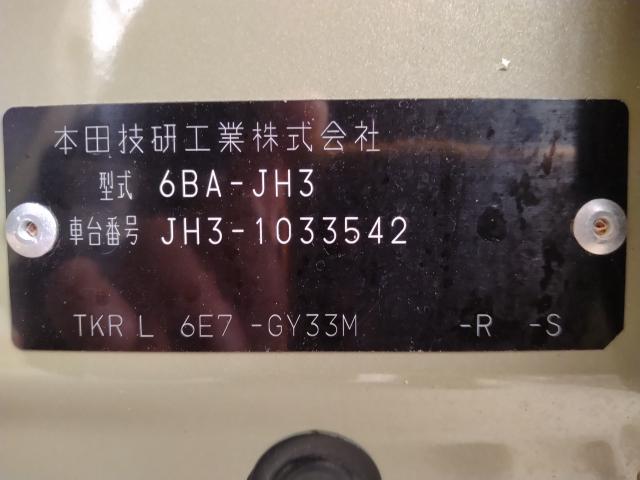 本田技研工業株式会社
型式 6BA-JH3
車台番号 JH3-1033542
TKR L 6E7 -GY33M -R -S